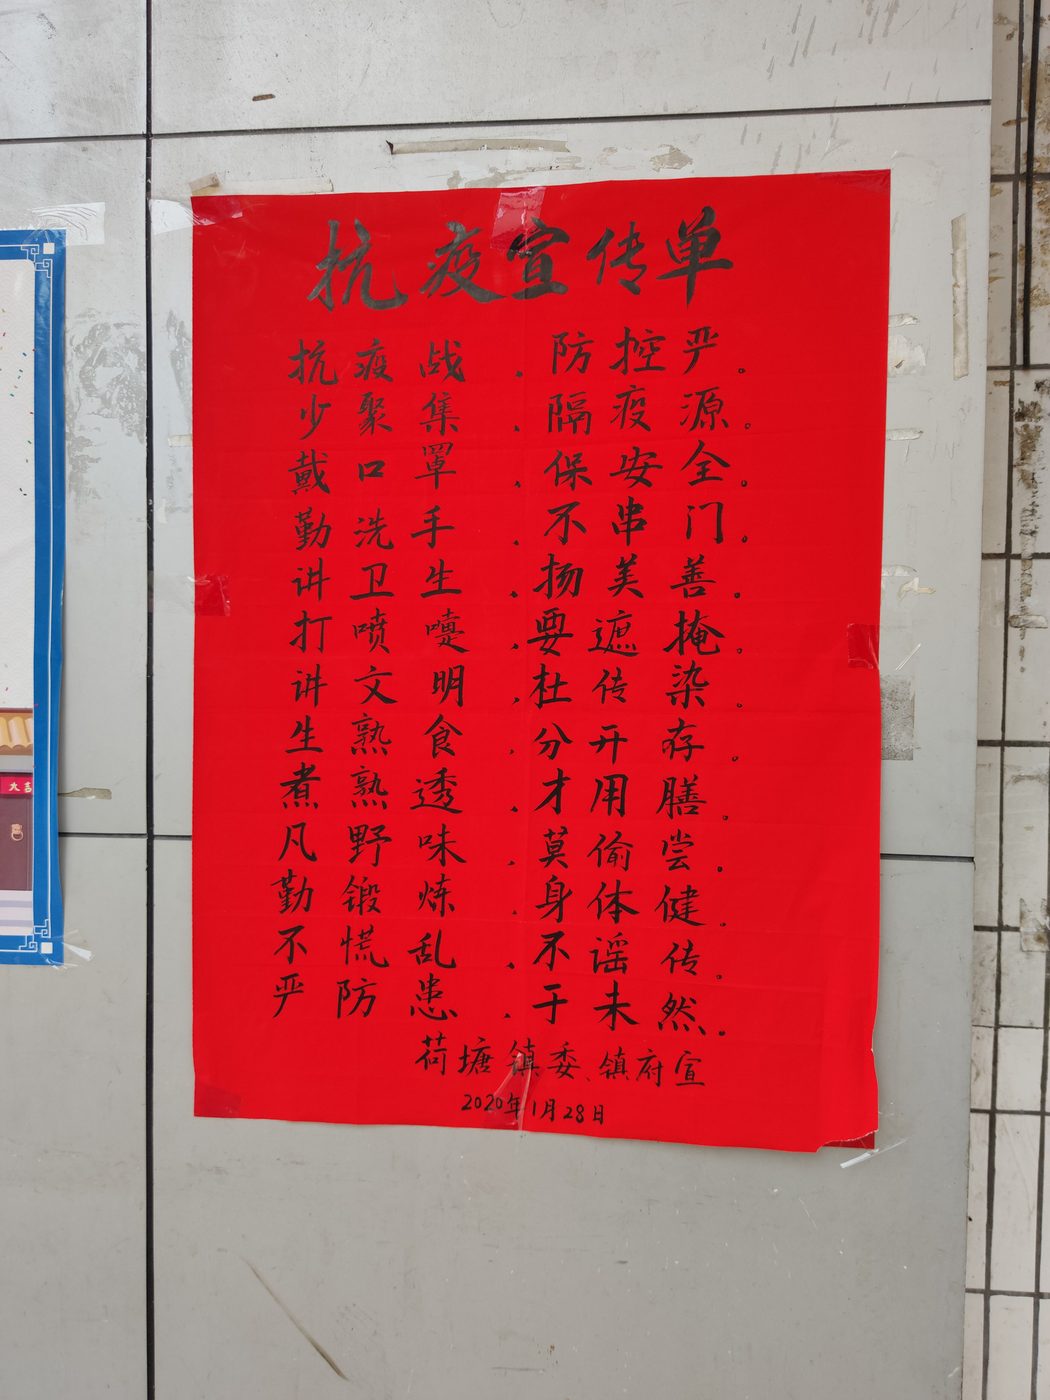 抗疫宣传单
抗疫战，防控严。
少聚集，隔疫源。
戴口罩，保安全。
勤洗手，不串门。
讲卫生，扬美善。
打喷嚏，要遮掩。
讲文明，杜传染。
生熟食，分开存。
煮熟透，才用膳。
凡野味，莫偷尝。
勤锻炼，身体健。
不慌乱，不谣传。
严防患，于未然。
荷塘镇委、镇府宣
2020年1月28日
大吉